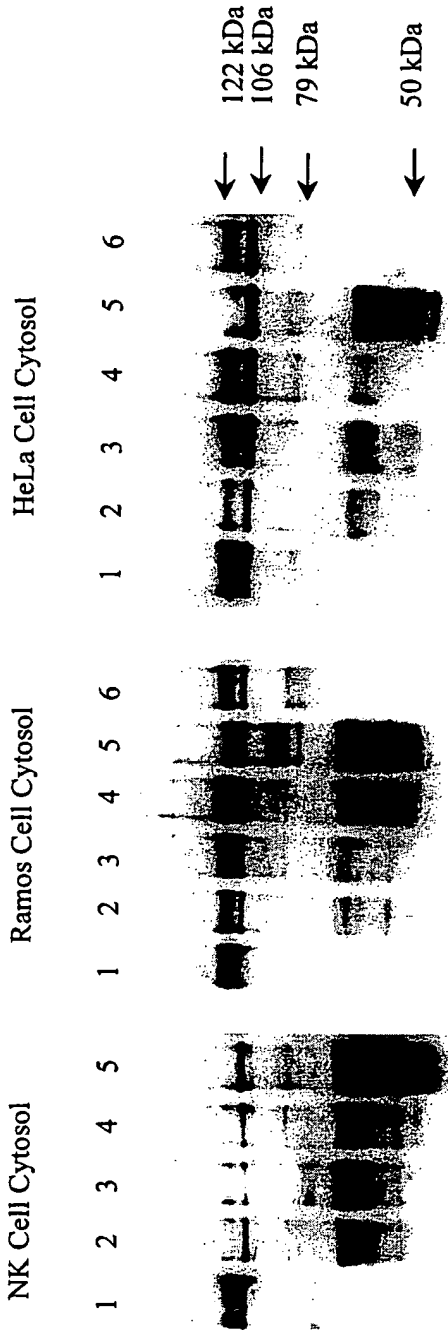 NK Cell Cytosol
1 2 3 4 5
Ramos Cell Cytosol
1 2 3 4 5 6
HeLa Cell Cytosol
1 2 3 4 5 6
122 kDa
106 kDa
79 kDa
50 kDa